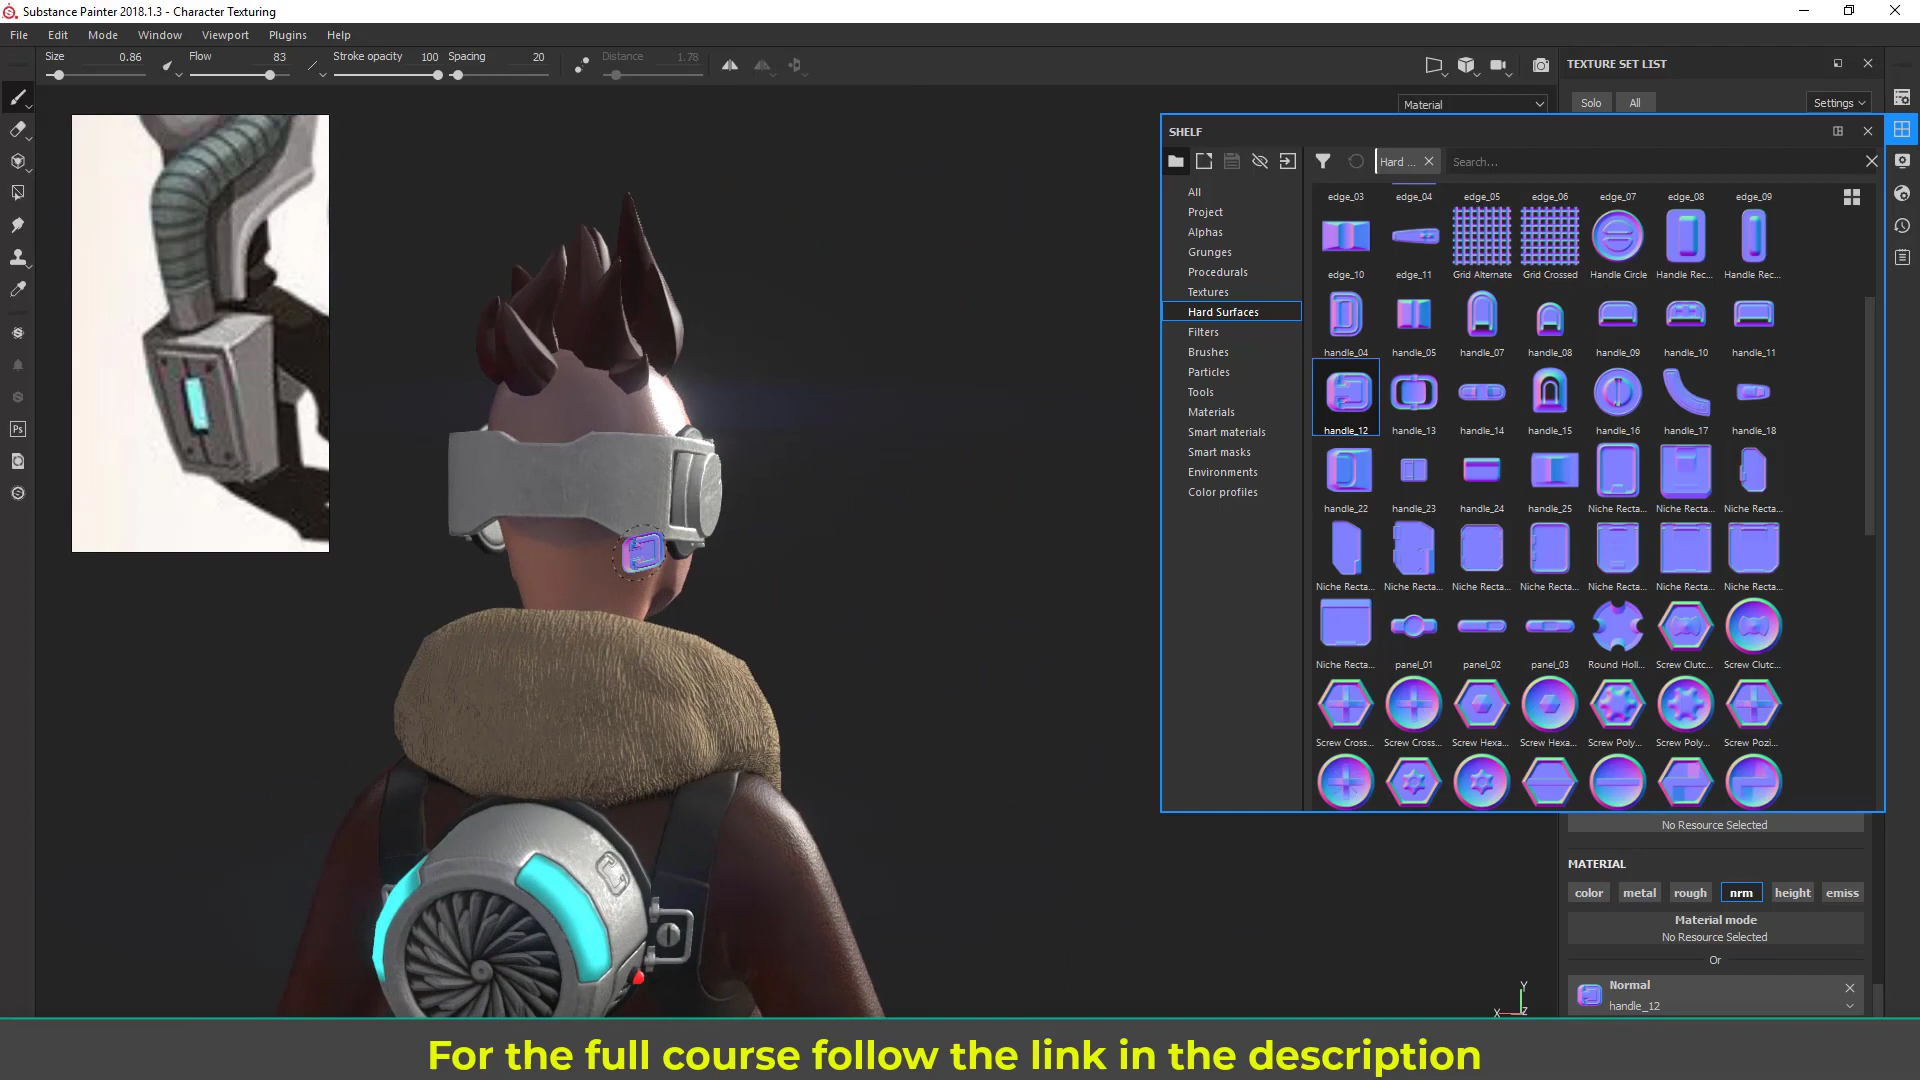 Substance Painter 2018.1.3 - Character Texturing
File Edit Mode Window Viewport Plugins Help
Size 0.86 Flow 83 Stroke opacity 100 Spacing 20 Distance 1.78
TEXTURE SET LIST
Material
Solo All Settings
SHELF
Hard ... Search...
All
Project
Alphas
Grunges
Procedurals
Textures
Hard Surfaces
Filters
Brushes
Particles
Tools
Materials
Smart materials
Smart masks
Environments
Color profiles
edge_03 edge_04 edge_05 edge_06 edge_07 edge_08 edge_09
edge_10 edge_11 Grid Alternate Grid Crossed Handle Circle Handle Rec... Handle Rec...
handle_04 handle_05 handle_07 handle_08 handle_09 handle_10 handle_11
handle_12 handle_13 handle_14 handle_15 handle_16 handle_17 handle_18
handle_22 handle_23 handle_24 handle_25 Niche Recta... Niche Recta... Niche Recta...
Niche Recta... Niche Recta... Niche Recta... Niche Recta... Niche Recta... Niche Recta... Niche Recta...
Niche Recta... panel_01 panel_02 panel_03 Round Holl... Screw Clutc... Screw Clutc...
Screw Cross... Screw Cross... Screw Hexa... Screw Hexa... Screw Poly... Screw Poly... Screw Pozi...
Ps
No Resource Selected
MATERIAL
color metal rough nrm height emiss
Material mode
No Resource Selected
Or
Normal
handle_12
Y
X Z
For the full course follow the link in the description